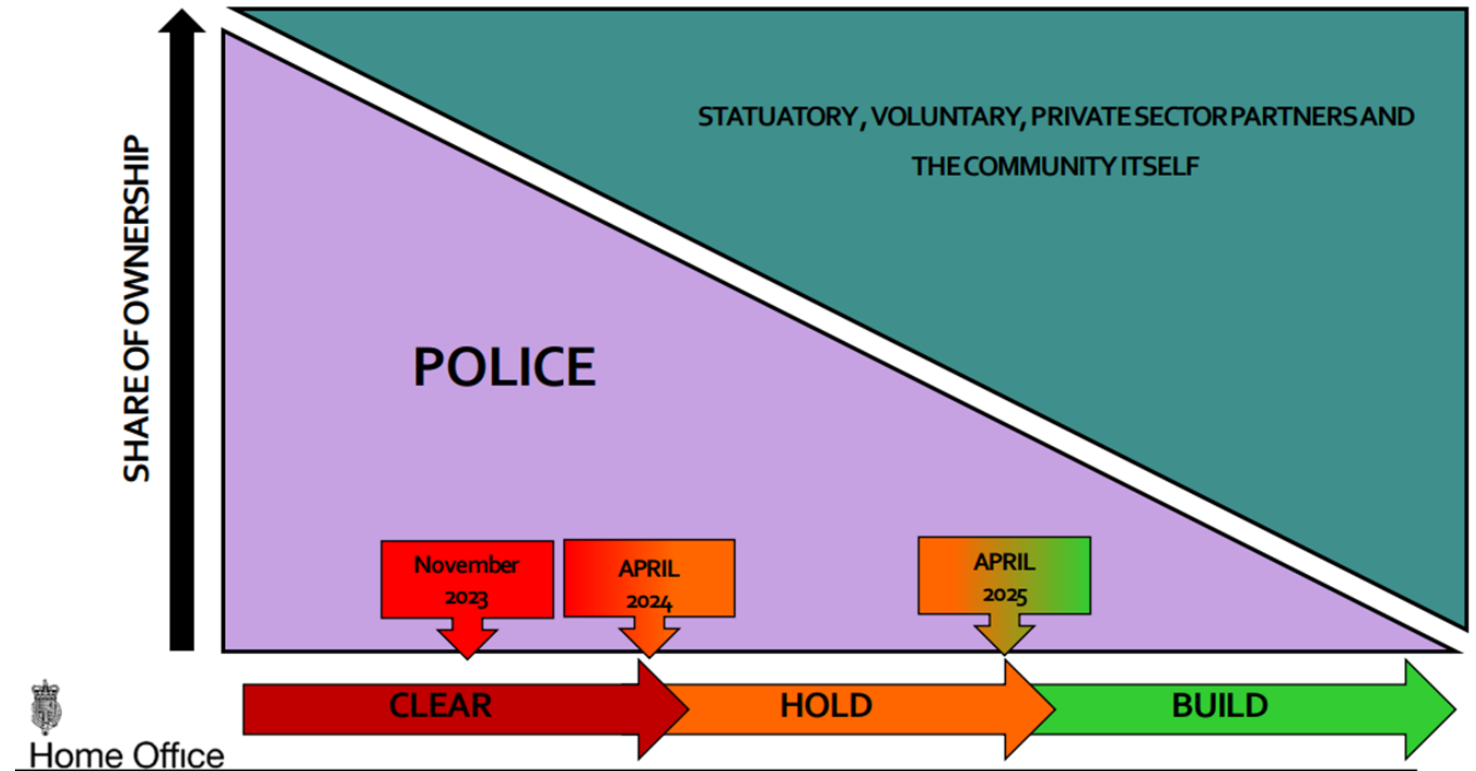 SHARE OF OWNERSHIP
STATUATORY, VOLUNTARY, PRIVATE SECTOR PARTNERS AND
THE COMMUNITY ITSELF
POLICE
November
2023
APRIL
2024
APRIL
2025
CLEAR
HOLD
BUILD
Home Office